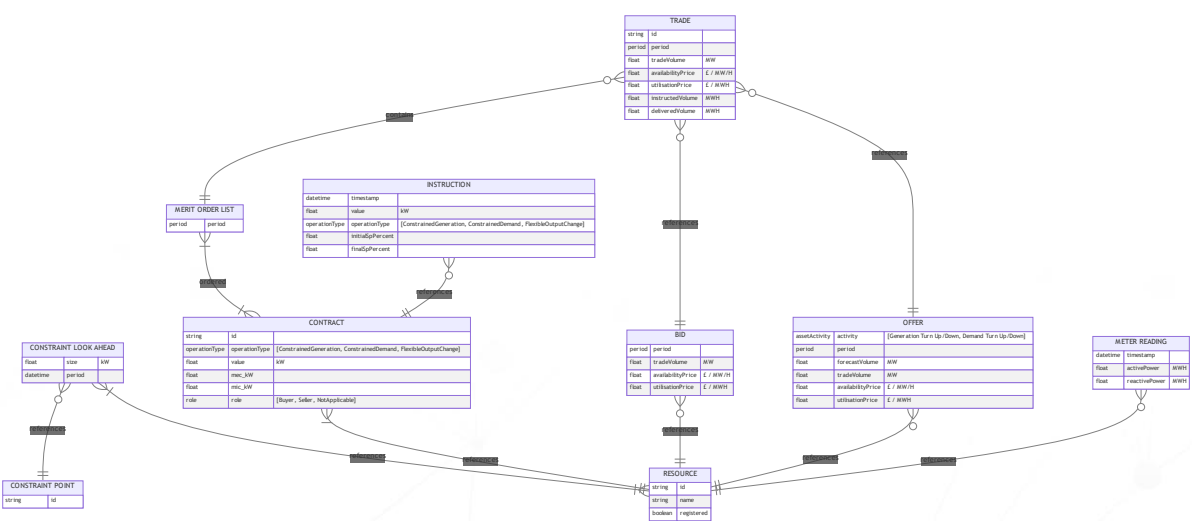 TRADE
string id
period period
float tradeVolume MW
float availabilityPrice £ / MW/H
float utilisationPrice £ / MWH
float instructedVolume MWH
float deliveredVolume MWH
contains
references
INSTRUCTION
datetime timestamp
float value kW
operationType operationType [ConstrainedGeneration, ConstrainedDemand, FlexibleOutputChange]
float initialSpPercent
float finalSpPercent
MERIT ORDER LIST
period period
references
ordered
references
CONTRACT
string id
operationType operationType [ConstrainedGeneration, ConstrainedDemand, FlexibleOutputChange]
float value kW
float mec_kW
float mic_kW
role role [Buyer, Seller, NotApplicable]
BID
period period
float tradeVolume MW
float availabilityPrice £ / MW/H
float utilisationPrice £ / MWH
OFFER
assetActivity activity [Generation Turn Up/Down, Demand Turn Up/Down]
period period
float forecastVolume MW
float tradeVolume MW
float availabilityPrice £ / MW/H
float utilisationPrice £ / MWH
METER READING
datetime timestamp
float activePower MWH
float reactivePower MWH
CONSTRAINT LOOK AHEAD
float size kW
datetime period
references
references
references
references
references
references
CONSTRAINT POINT
string id
RESOURCE
string id
string name
boolean registered